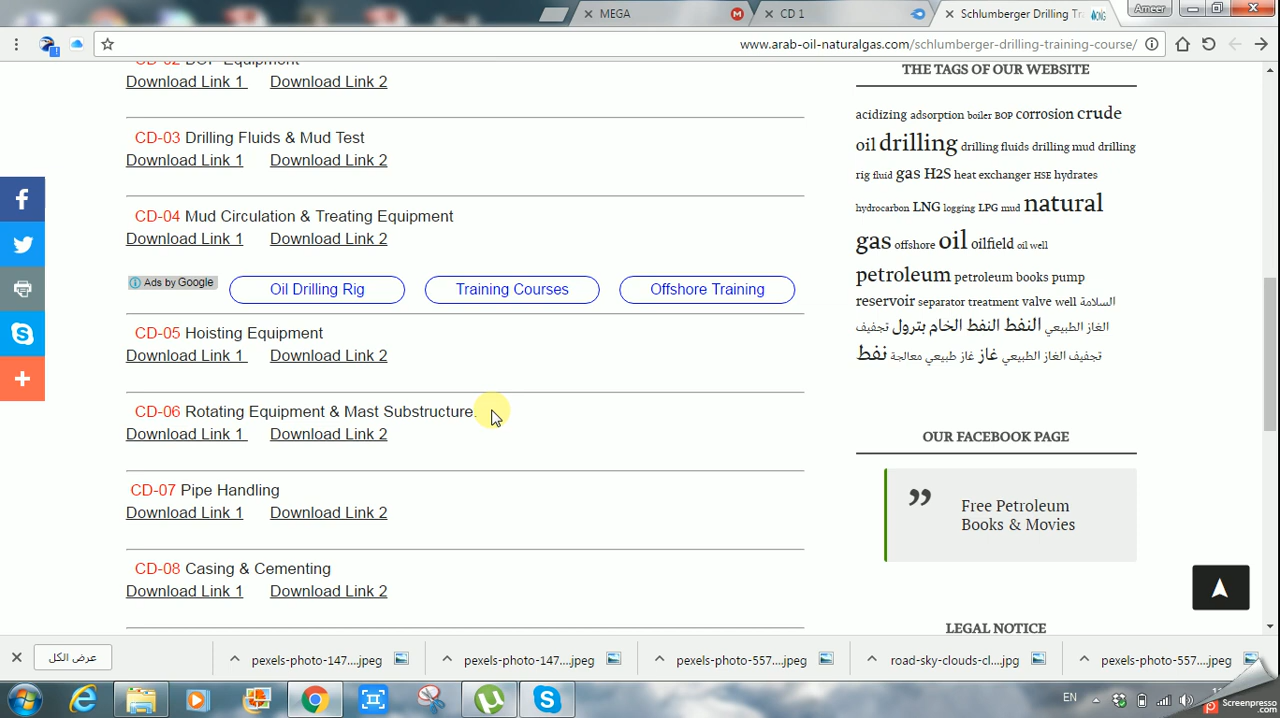 MEGA
CD 1
Schlumberger Drilling Tr
Ameer
www.arab-oil-naturalgas.com/schlumberger-drilling-training-course/
Download Link 1 Download Link 2
CD-03 Drilling Fluids & Mud Test
Download Link 1 Download Link 2
CD-04 Mud Circulation & Treating Equipment
Download Link 1 Download Link 2
Ads by Google
Oil Drilling Rig
Training Courses
Offshore Training
CD-05 Hoisting Equipment
Download Link 1 Download Link 2
CD-06 Rotating Equipment & Mast Substructure
Download Link 1 Download Link 2
CD-07 Pipe Handling
Download Link 1 Download Link 2
CD-08 Casing & Cementing
Download Link 1 Download Link 2
THE TAGS OF OUR WEBSITE
acidizing adsorption boiler BOP corrosion crude
oil drilling drilling fluids drilling mud drilling
rig fluid gas H2S heat exchanger HSE hydrates
hydrocarbon LNG logging LPG mud natural
gas offshore oil oilfield oil well
petroleum petroleum books pump
reservoir separator treatment valve well السلامة
الغاز الطبيعي النفط النفط الخام بترول تجفيف
تجفيف الغاز الطبيعي غاز غاز طبيعي معالجة نفط
OUR FACEBOOK PAGE
Free Petroleum
Books & Movies
LEGAL NOTICE
عرض الكل
pexels-photo-147....jpeg
pexels-photo-147....jpeg
pexels-photo-557....jpeg
road-sky-clouds-cl....jpg
pexels-photo-557....jpeg
EN
Screenpresso
.com